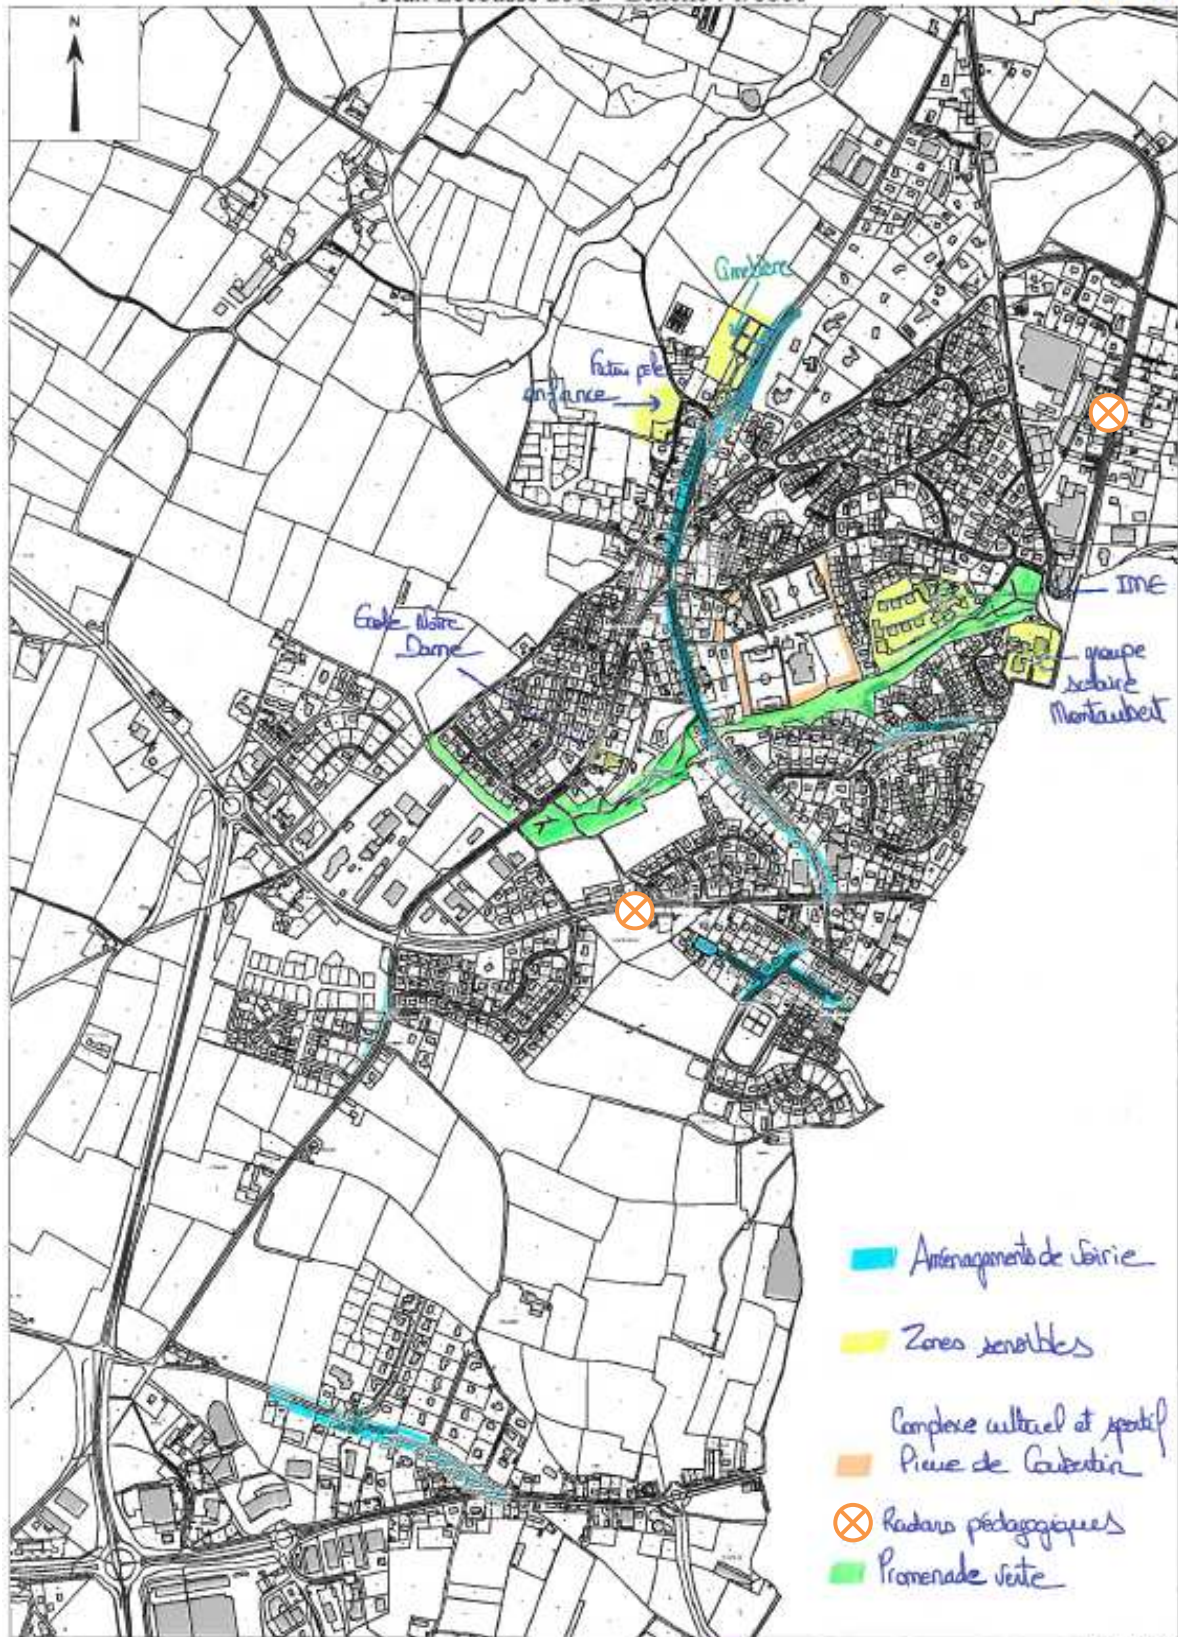 N
Cimetière
Futur pole
enfance
Ecole Notre
Dame
IME
groupe
scolaire
Montaubert
Aménagements de voirie
Zones sensibles
Complexe culturel et sportif
Pierre de Coubertin
Radars pédagogiques
Promenade verte